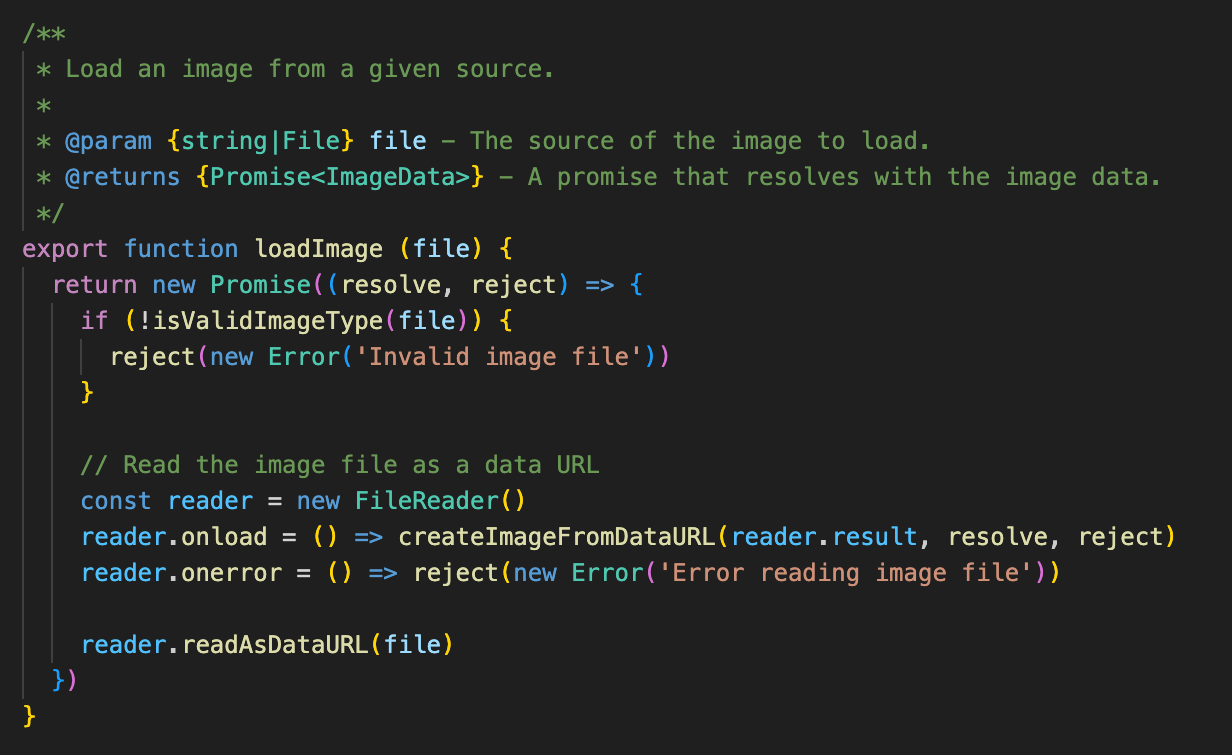 /**
 * Load an image from a given source.
 *
 * @param {string|File} file – The source of the image to load.
 * @returns {Promise<ImageData>} – A promise that resolves with the image data.
 */
export function loadImage (file) {
  return new Promise((resolve, reject) => {
    if (!isValidImageType(file)) {
      reject(new Error('Invalid image file'))
    }

    // Read the image file as a data URL
    const reader = new FileReader()
    reader.onload = () => createImageFromDataURL(reader.result, resolve, reject)
    reader.onerror = () => reject(new Error('Error reading image file'))

    reader.readAsDataURL(file)
  })
}